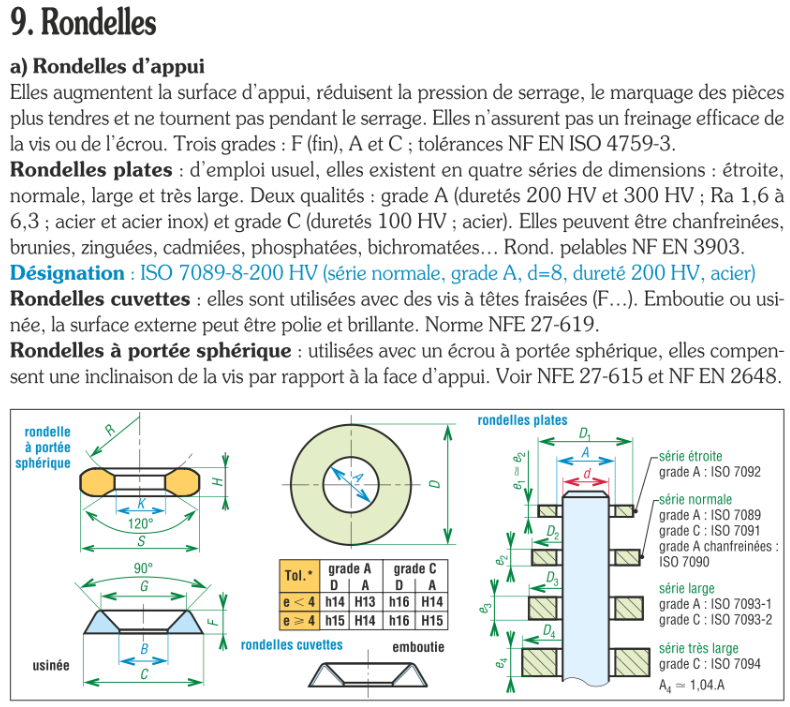 9. Rondelles
a) Rondelles d'appui
Elles augmentent la surface d'appui, réduisent la pression de serrage, le marquage des pièces
plus tendres et ne tournent pas pendant le serrage. Elles n'assurent pas un freinage efficace de
la vis ou de l'écrou. Trois grades : F (fin), A et C ; tolérances NF EN ISO 4759-3.
Rondelles plates : d'emploi usuel, elles existent en quatre séries de dimensions : étroite,
normale, large et très large. Deux qualités : grade A (duretés 200 HV et 300 HV ; Ra 1,6 à
6,3 ; acier et acier inox) et grade C (duretés 100 HV ; acier). Elles peuvent être chanfreinées,
brunies, zinguées, cadmiées, phosphatées, bichromatées… Rond. pelables NF EN 3903.
Désignation : ISO 7089-8-200 HV (série normale, grade A, d=8, dureté 200 HV, acier)
Rondelles cuvettes : elles sont utilisées avec des vis à têtes fraisées (F…). Emboutie ou usi-
née, la surface externe peut être polie et brillante. Norme NFE 27-619.
Rondelles à portée sphérique : utilisées avec un écrou à portée sphérique, elles compen-
sent une inclinaison de la vis par rapport à la face d'appui. Voir NFE 27-615 et NF EN 2648.
rondelle
à portée
sphérique
R
H
K
120°
S
90°
G
F
B
C
usinée
A
D
Tol.* grade A grade C
D A D A
e < 4 h14 H13 h16 H14
e ⩾ 4 h15 H14 h16 H15
rondelles cuvettes
emboutie
rondelles plates
D1
A
d
e1 ≃ e2
D2
e2
D3
e3
D4
e4
série étroite
grade A : ISO 7092
série normale
grade A : ISO 7089
grade C : ISO 7091
grade A chanfreinées :
ISO 7090
série large
grade A : ISO 7093-1
grade C : ISO 7093-2
série très large
grade C : ISO 7094
A4 ≃ 1,04.A